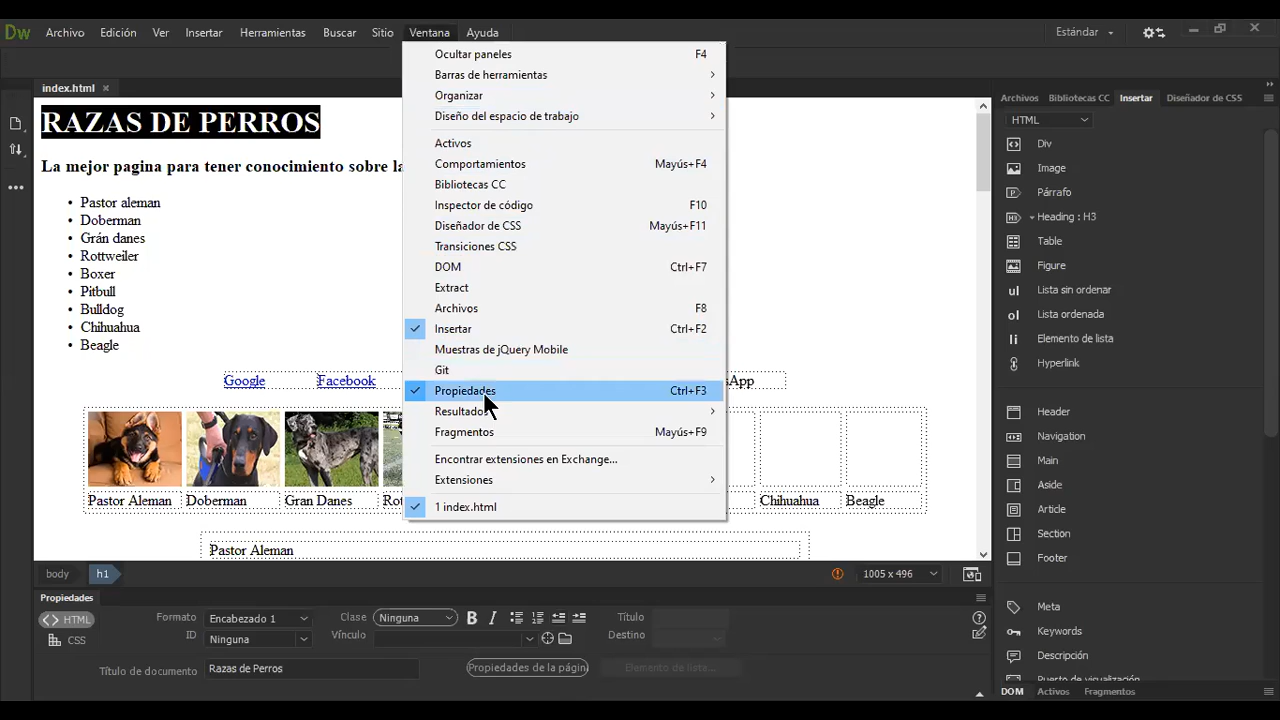 Dw Archivo Edición Ver Insertar Herramientas Buscar Sitio Ventana Ayuda Estándar
index.html
RAZAS DE PERROS
La mejor pagina para tener conocimiento sobre la
• Pastor aleman
• Doberman
• Grán danes
• Rottweiler
• Boxer
• Pitbull
• Bulldog
• Chihuahua
• Beagle
Google Facebook App
Pastor Aleman Doberman Gran Danes Rot Chihuahua Beagle
Pastor Aleman
Ocultar paneles F4
Barras de herramientas
Organizar
Diseño del espacio de trabajo
Activos
Comportamientos Mayús+F4
Bibliotecas CC
Inspector de código F10
Diseñador de CSS Mayús+F11
Transiciones CSS
DOM Ctrl+F7
Extract
Archivos F8
Insertar Ctrl+F2
Muestras de jQuery Mobile
Git
Propiedades Ctrl+F3
Resultados
Fragmentos Mayús+F9
Encontrar extensiones en Exchange...
Extensiones
1 index.html
Archivos Bibliotecas CC Insertar Diseñador de CSS
HTML
Div
Image
Párrafo
Heading : H3
Table
Figure
ul Lista sin ordenar
ol Lista ordenada
li Elemento de lista
Hyperlink
Header
Navigation
Main
Aside
Article
Section
Footer
Meta
Keywords
Descripción
Puerto de visualización
DOM Activos Fragmentos
body h1 1005 x 496
Propiedades
<> HTML Formato Encabezado 1 Clase Ninguna B I Título
CSS ID Ninguna Vínculo Destino
Título de documento Razas de Perros Propiedades de la págin Elemento de lista...